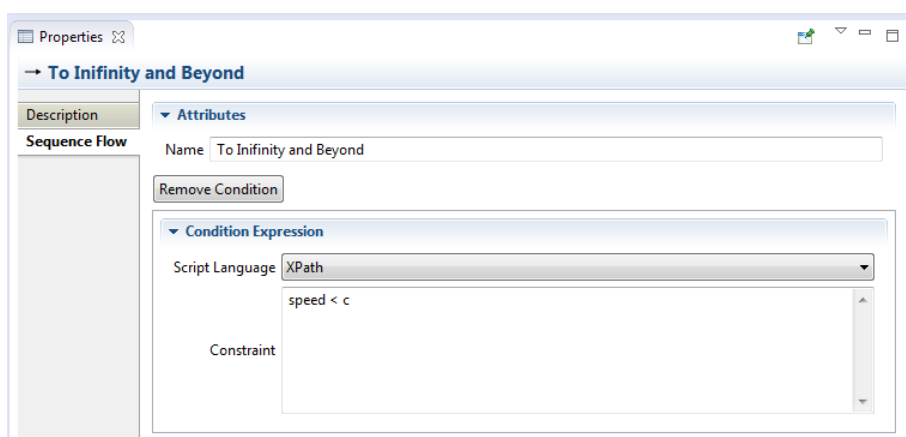 Properties
To Inifinity and Beyond
Description
Sequence Flow
Attributes
Name To Inifinity and Beyond
Remove Condition
Condition Expression
Script Language XPath
speed < c
Constraint